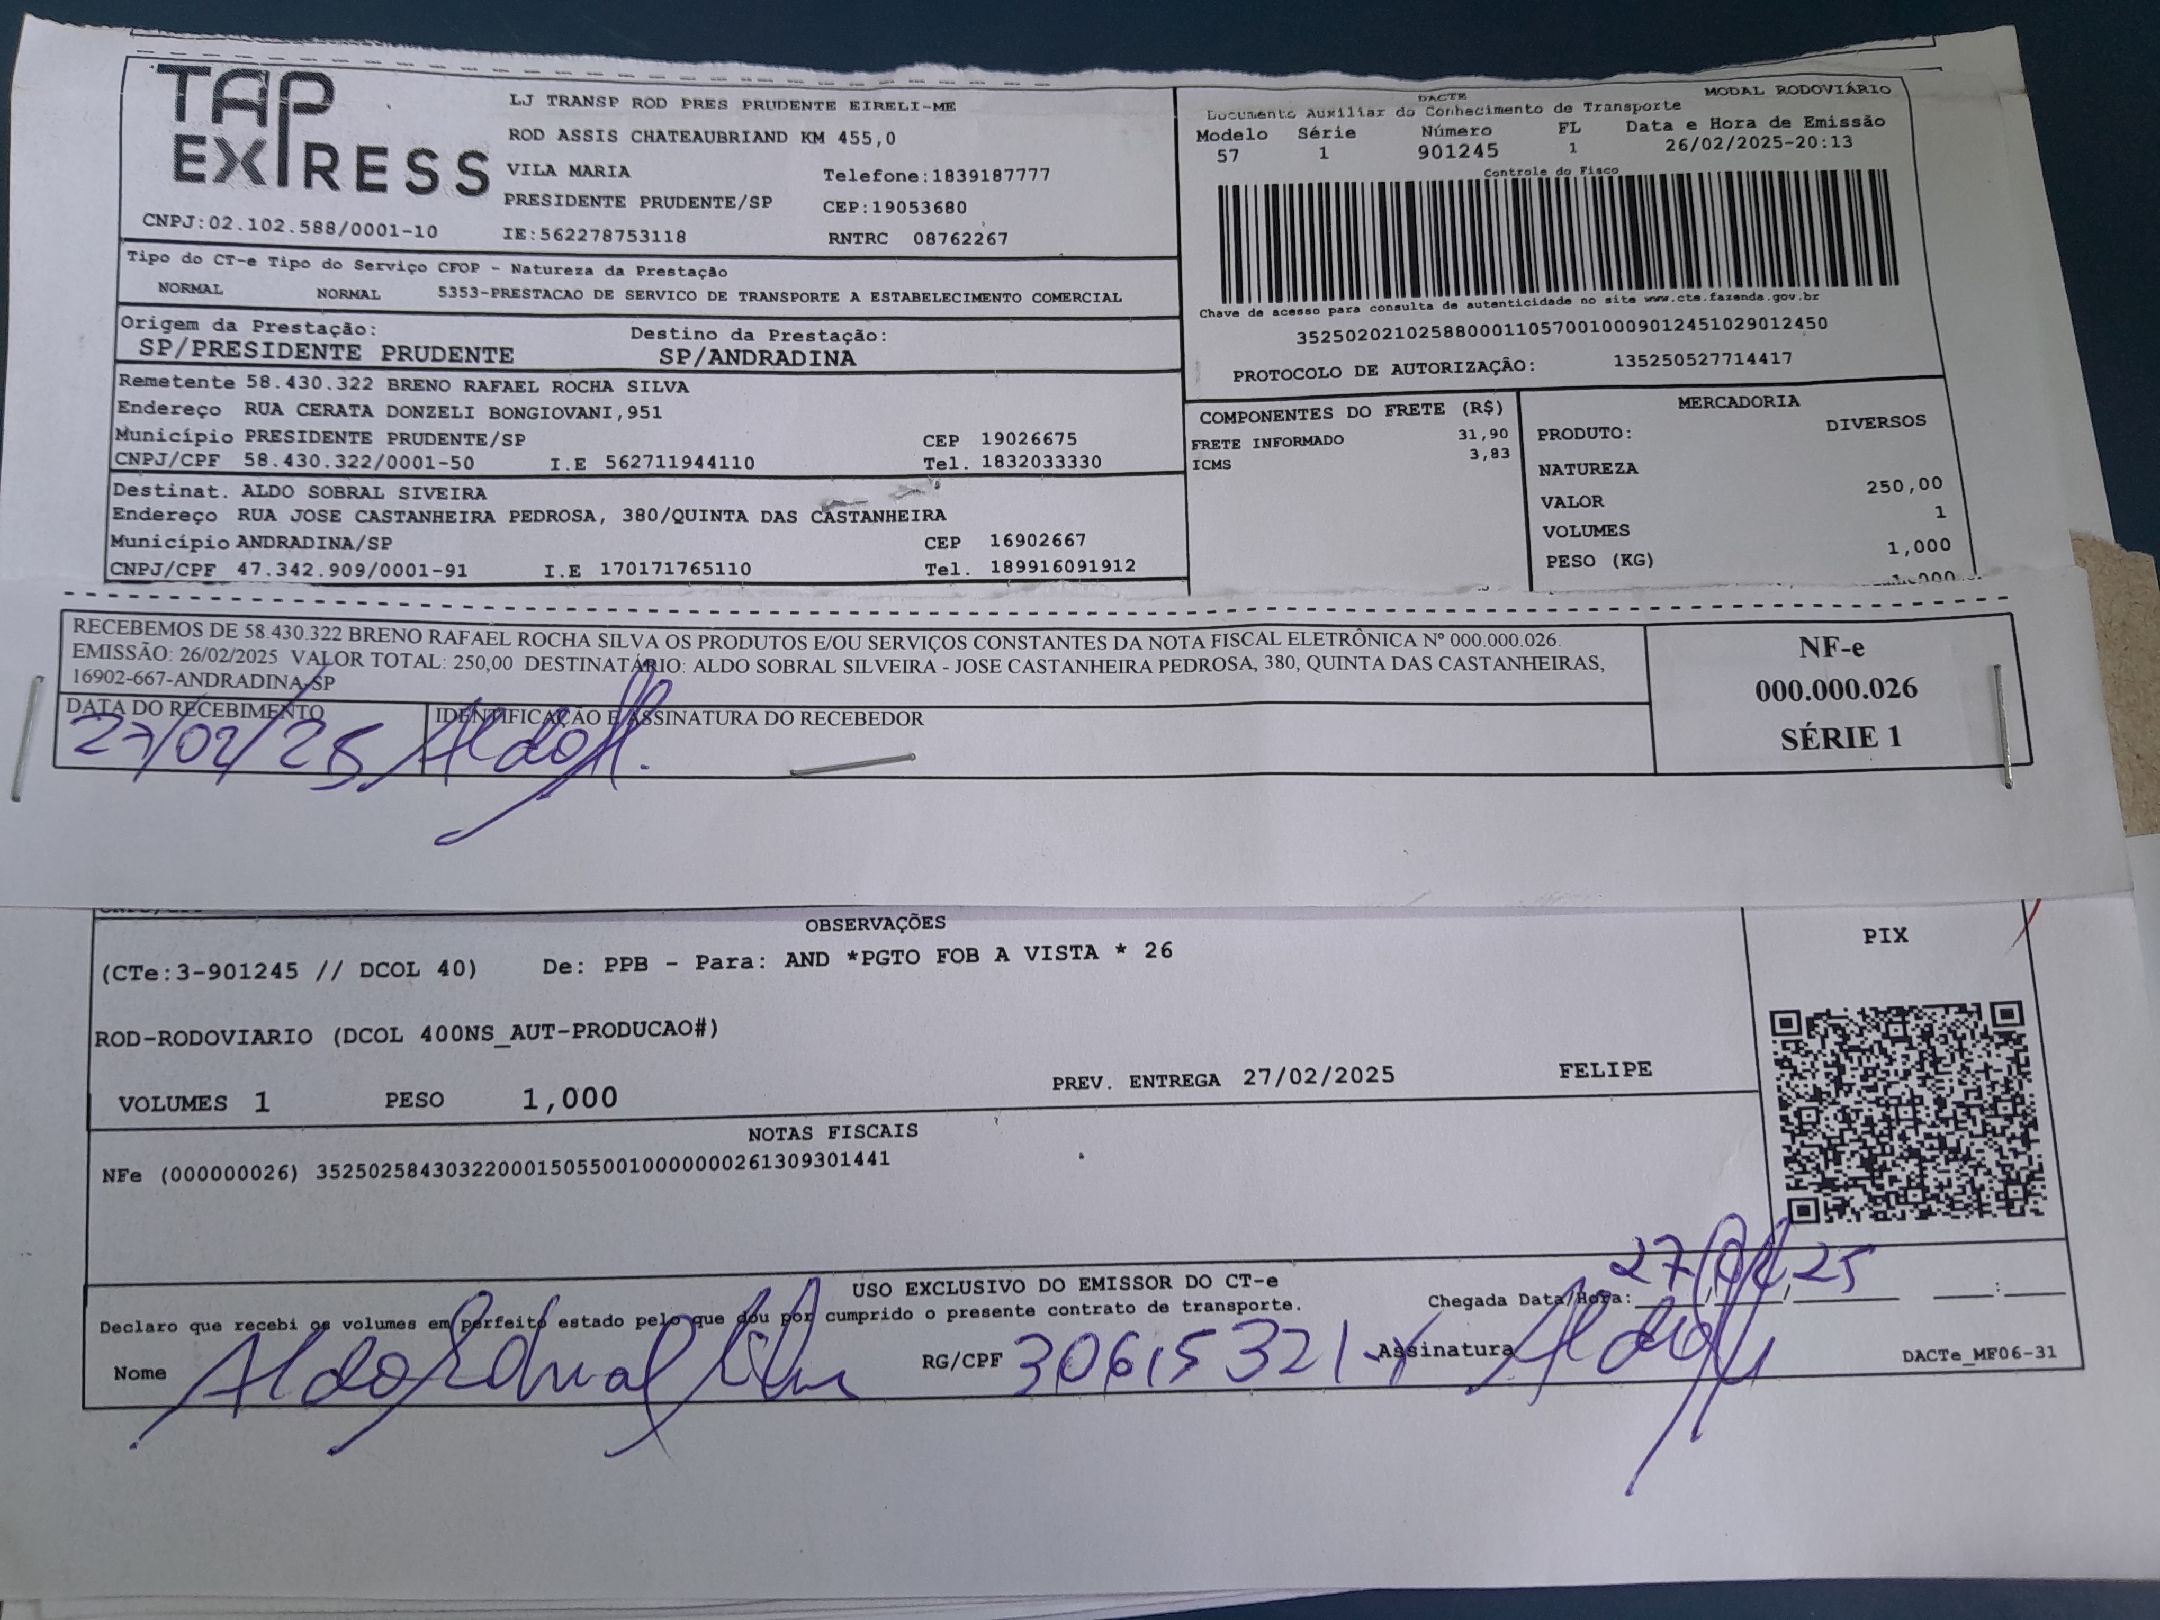 TAP EXPRESS
LJ TRANSP ROD PRES PRUDENTE EIRELI-ME
ROD ASSIS CHATEAUBRIAND KM 455,0
VILA MARIA Telefone:1839187777
PRESIDENTE PRUDENTE/SP CEP:19053680
CNPJ:02.102.588/0001-10 IE:562278753118 RNTRC 08762267
DACTE MODAL RODOVIÁRIO
Documento Auxiliar do Conhecimento de Transporte
Modelo Série Número FL Data e Hora de Emissão
57 1 901245 1 26/02/2025-20:13
Controle do Fisco
Chave de acesso para consulta de autenticidade no site www.cte.fazenda.gov.br
35250202102588000110570010009012451029012450
PROTOCOLO DE AUTORIZAÇÃO: 135250527714417
Tipo do CT-e Tipo do Serviço CFOP - Natureza da Prestação
NORMAL NORMAL 5353-PRESTACAO DE SERVICO DE TRANSPORTE A ESTABELECIMENTO COMERCIAL
Origem da Prestação: Destino da Prestação:
SP/PRESIDENTE PRUDENTE SP/ANDRADINA
Remetente 58.430.322 BRENO RAFAEL ROCHA SILVA
Endereço RUA CERATA DONZELI BONGIOVANI,951
Município PRESIDENTE PRUDENTE/SP CEP 19026675
CNPJ/CPF 58.430.322/0001-50 I.E 562711944110 Tel. 1832033330
Destinat. ALDO SOBRAL SIVEIRA
Endereço RUA JOSE CASTANHEIRA PEDROSA, 380/QUINTA DAS CASTANHEIRA
Município ANDRADINA/SP CEP 16902667
CNPJ/CPF 47.342.909/0001-91 I.E 170171765110 Tel. 189916091912
COMPONENTES DO FRETE (R$)
FRETE INFORMADO 31,90
ICMS 3,83
MERCADORIA
PRODUTO: DIVERSOS
NATUREZA
VALOR 250,00
VOLUMES 1
PESO (KG) 1,000
RECEBEMOS DE 58.430.322 BRENO RAFAEL ROCHA SILVA OS PRODUTOS E/OU SERVIÇOS CONSTANTES DA NOTA FISCAL ELETRÔNICA Nº 000.000.026.
EMISSÃO: 26/02/2025 VALOR TOTAL: 250,00 DESTINATÁRIO: ALDO SOBRAL SILVEIRA - JOSE CASTANHEIRA PEDROSA, 380, QUINTA DAS CASTANHEIRAS,
16902-667-ANDRADINA-SP
DATA DO RECEBIMENTO IDENTIFICAÇÃO E ASSINATURA DO RECEBEDOR
27/02/25
NF-e
000.000.026
SÉRIE 1
OBSERVAÇÕES
(CTe:3-901245 // DCOL 40) De: PPB - Para: AND *PGTO FOB A VISTA * 26
ROD-RODOVIARIO (DCOL 400NS_AUT-PRODUCAO#)
VOLUMES 1 PESO 1,000 PREV. ENTREGA 27/02/2025 FELIPE
PIX
NOTAS FISCAIS
NFe (000000026) 35250258430322000150550010000000261309301441
USO EXCLUSIVO DO EMISSOR DO CT-e
Declaro que recebi os volumes em perfeito estado pelo que dou por cumprido o presente contrato de transporte.
Chegada Data/Hora: 27/02/25
Nome Aldo RG/CPF 30615321-X Assinatura
DACTe_MF06-31